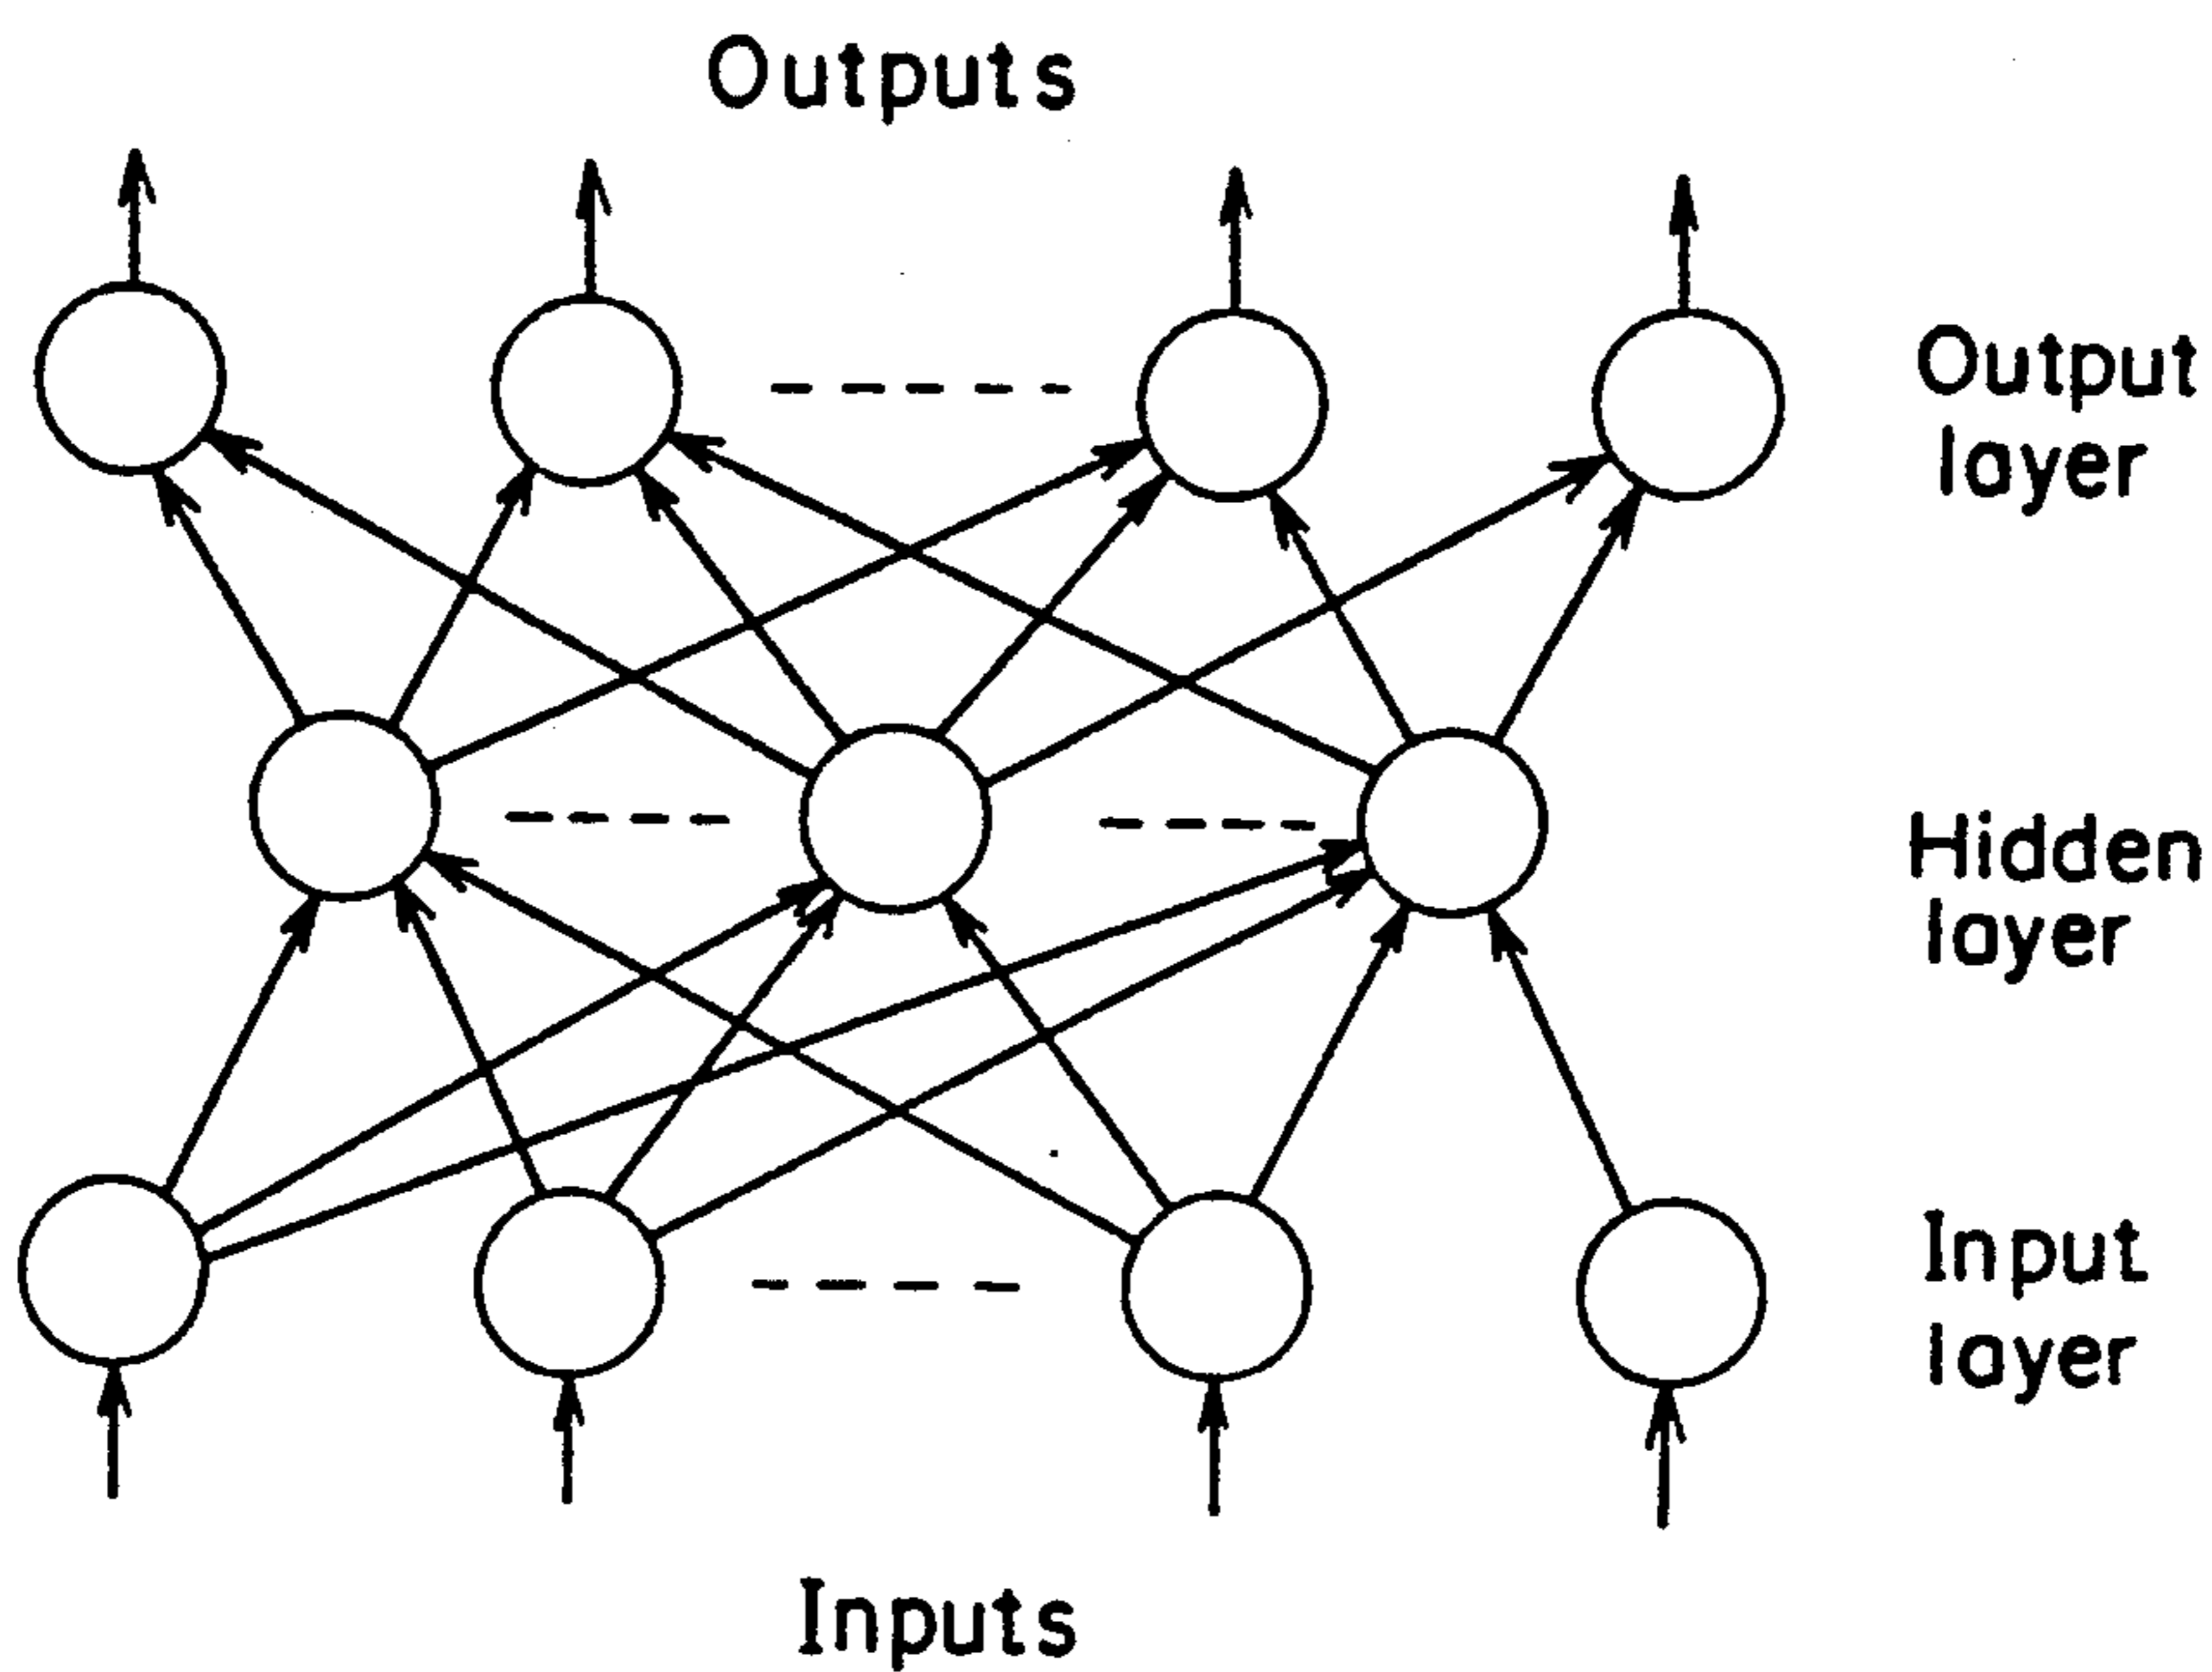 Outputs
Output
layer
Hidden
layer
Input
layer
Inputs